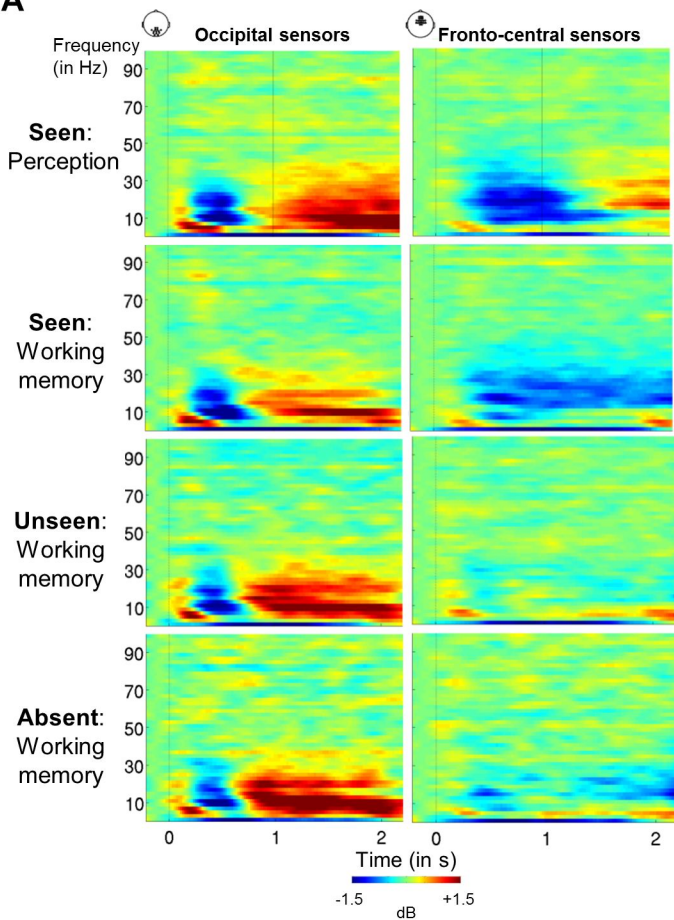 A
Occipital sensors
Fronto-central sensors
Frequency
(in Hz)
Seen:
Perception
90
70
50
30
10
Seen:
Working
memory
90
70
50
30
10
Unseen:
Working
memory
90
70
50
30
10
Absent:
Working
memory
90
70
50
30
10
0 1 2 0 1 2
Time (in s)
-1.5 +1.5
dB